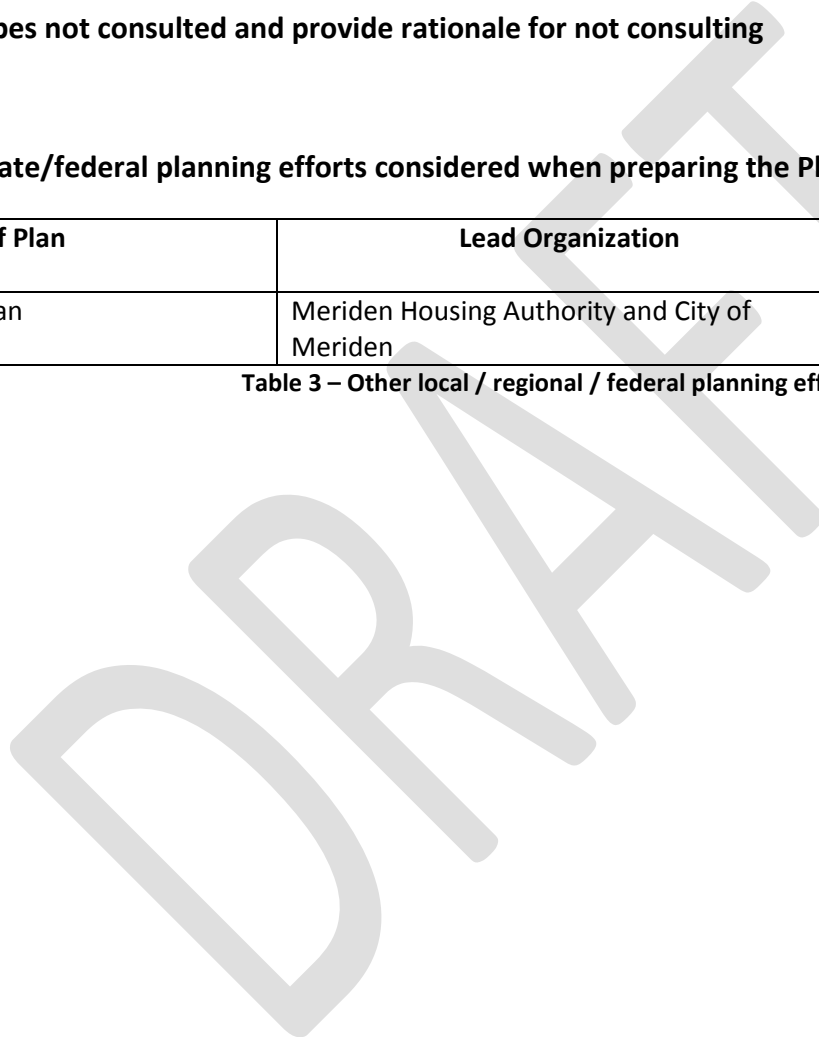 pes not consulted and provide rationale for not consulting
ate/federal planning efforts considered when preparing the Pl
f Plan Lead Organization
an Meriden Housing Authority and City of
Meriden
Table 3 – Other local / regional / federal planning eff
DRAFT